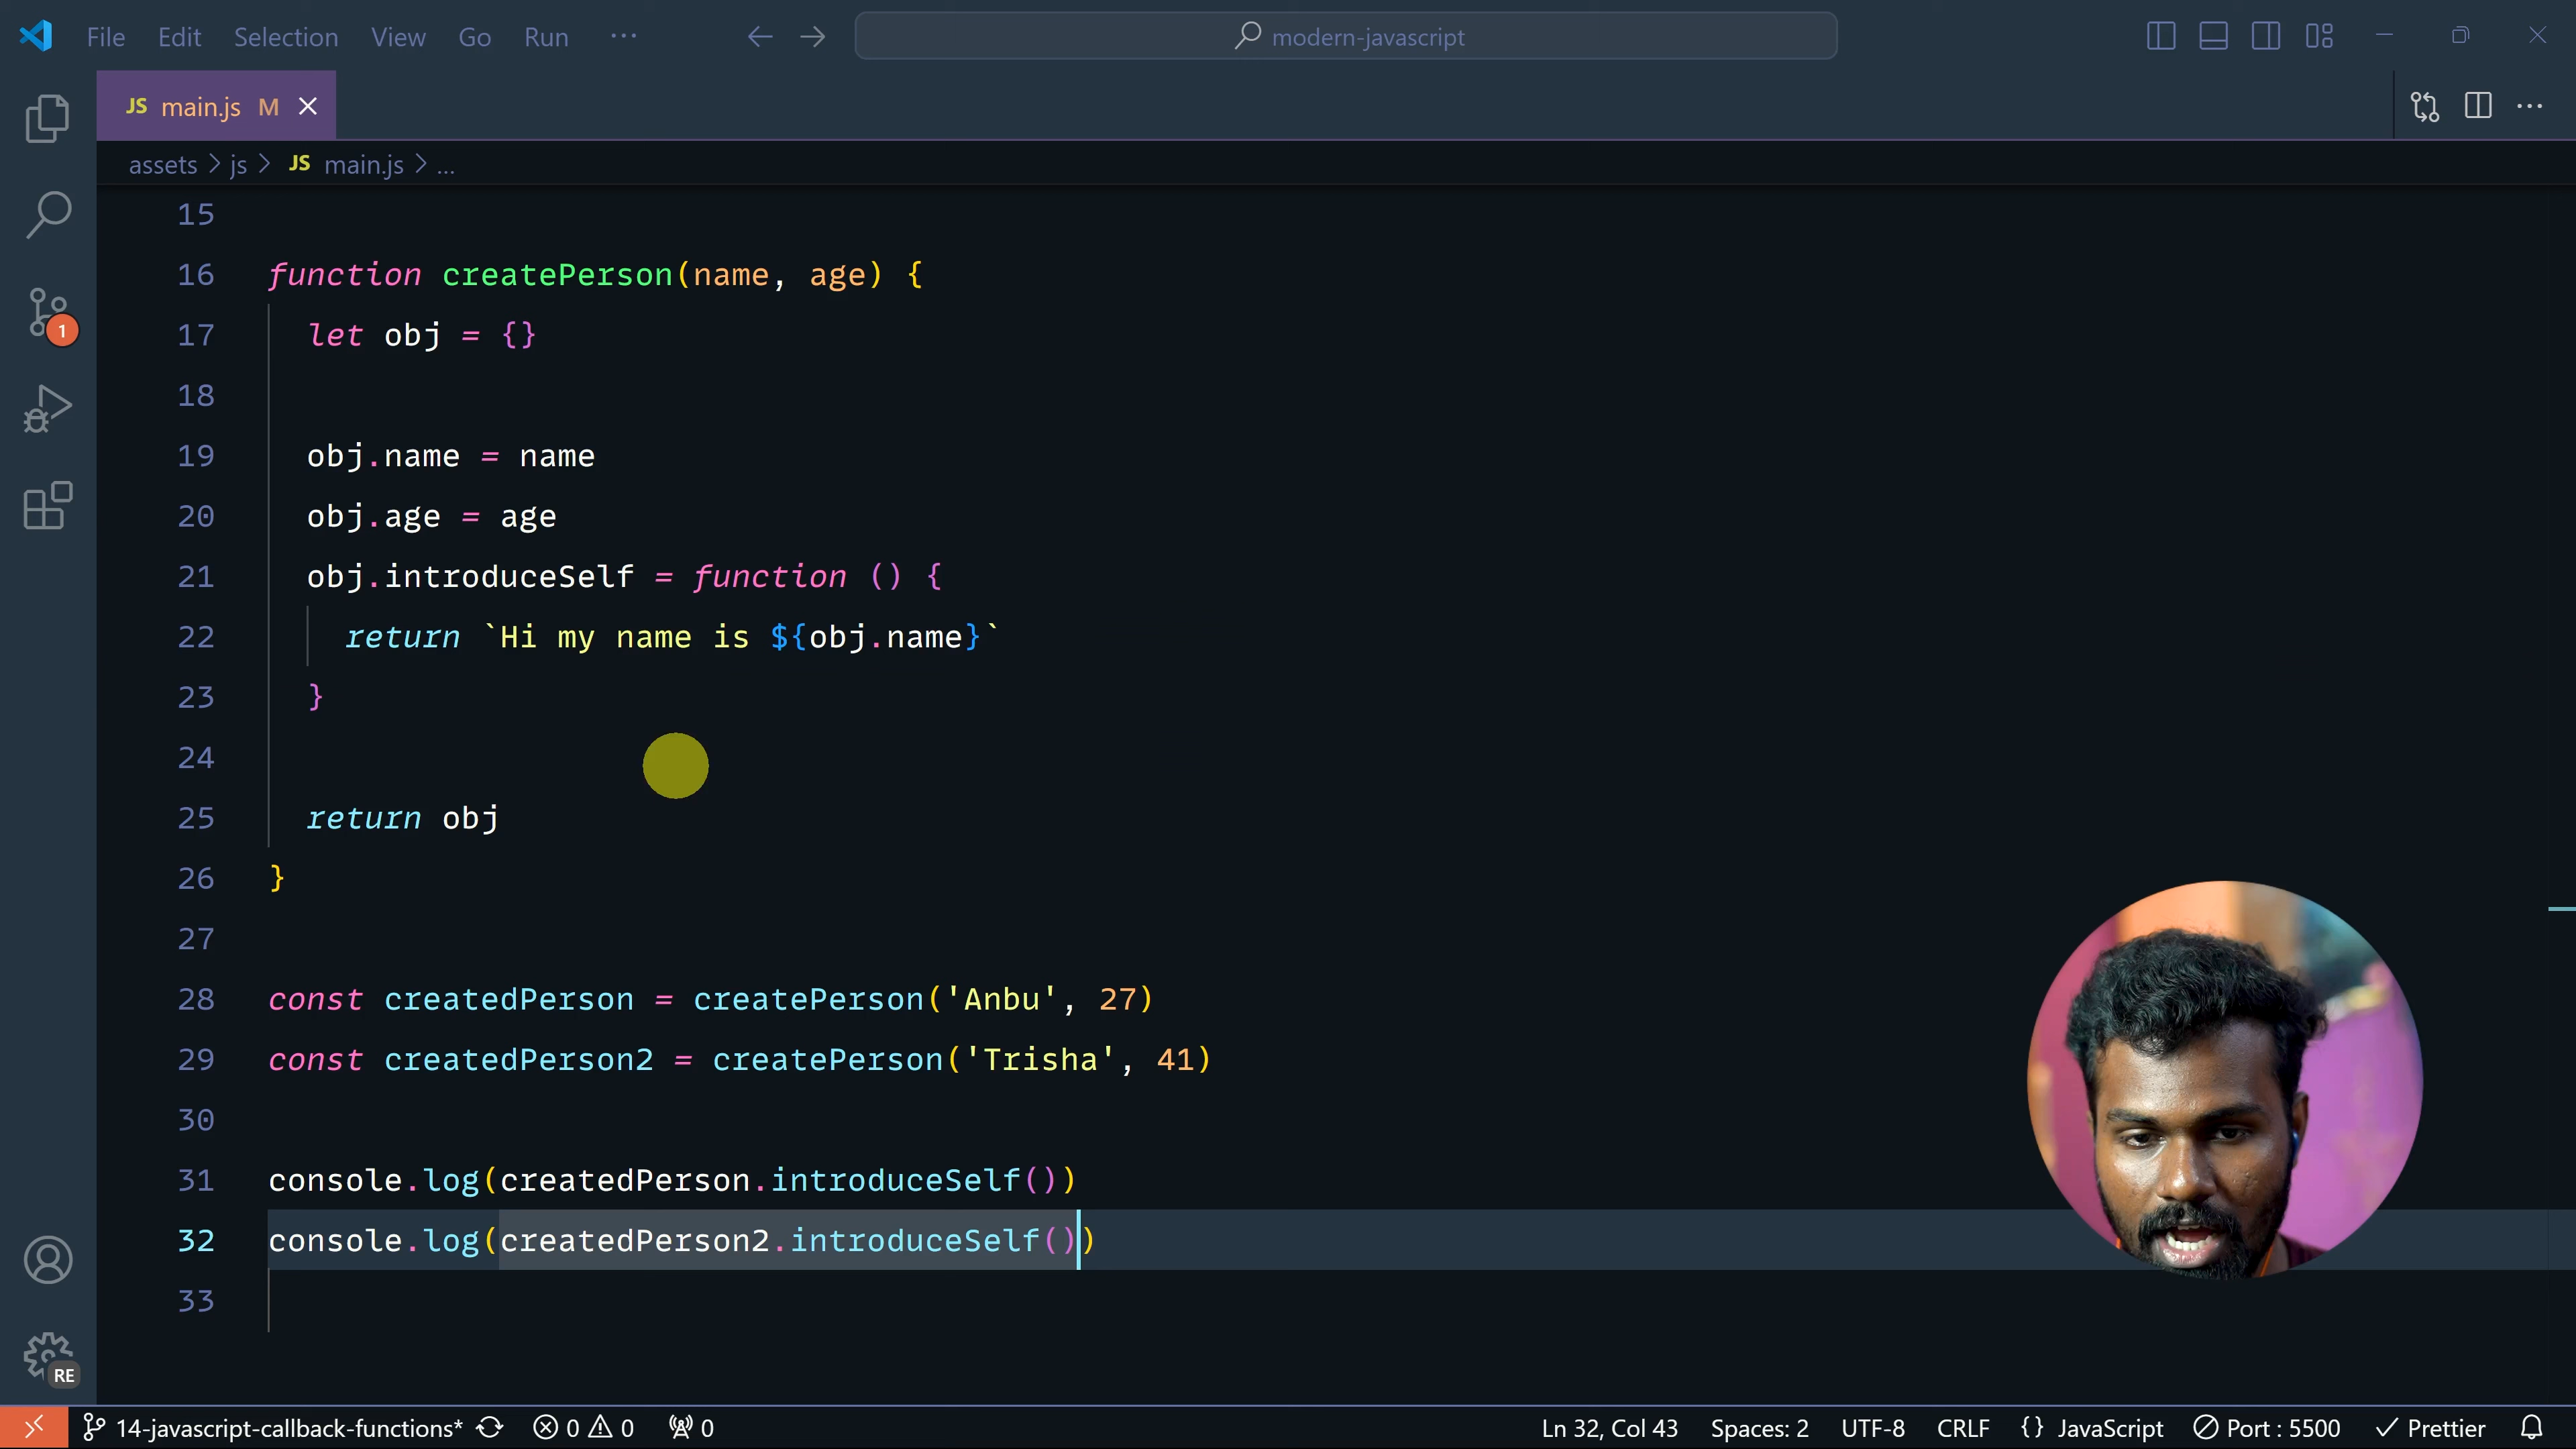 File Edit Selection View Go Run ··· modern-javascript
JS main.js M
assets > js > JS main.js > ...
15
16 function createPerson(name, age) {
17 let obj = {}
18
19 obj.name = name
20 obj.age = age
21 obj.introduceSelf = function () {
22 return `Hi my name is ${obj.name}`
23 }
24
25 return obj
26 }
27
28 const createdPerson = createPerson('Anbu', 27)
29 const createdPerson2 = createPerson('Trisha', 41)
30
31 console.log(createdPerson.introduceSelf())
32 console.log(createdPerson2.introduceSelf())
33
1
RE
14-javascript-callback-functions* 0 0 0 Ln 32, Col 43 Spaces: 2 UTF-8 CRLF {} JavaScript Port : 5500 Prettier